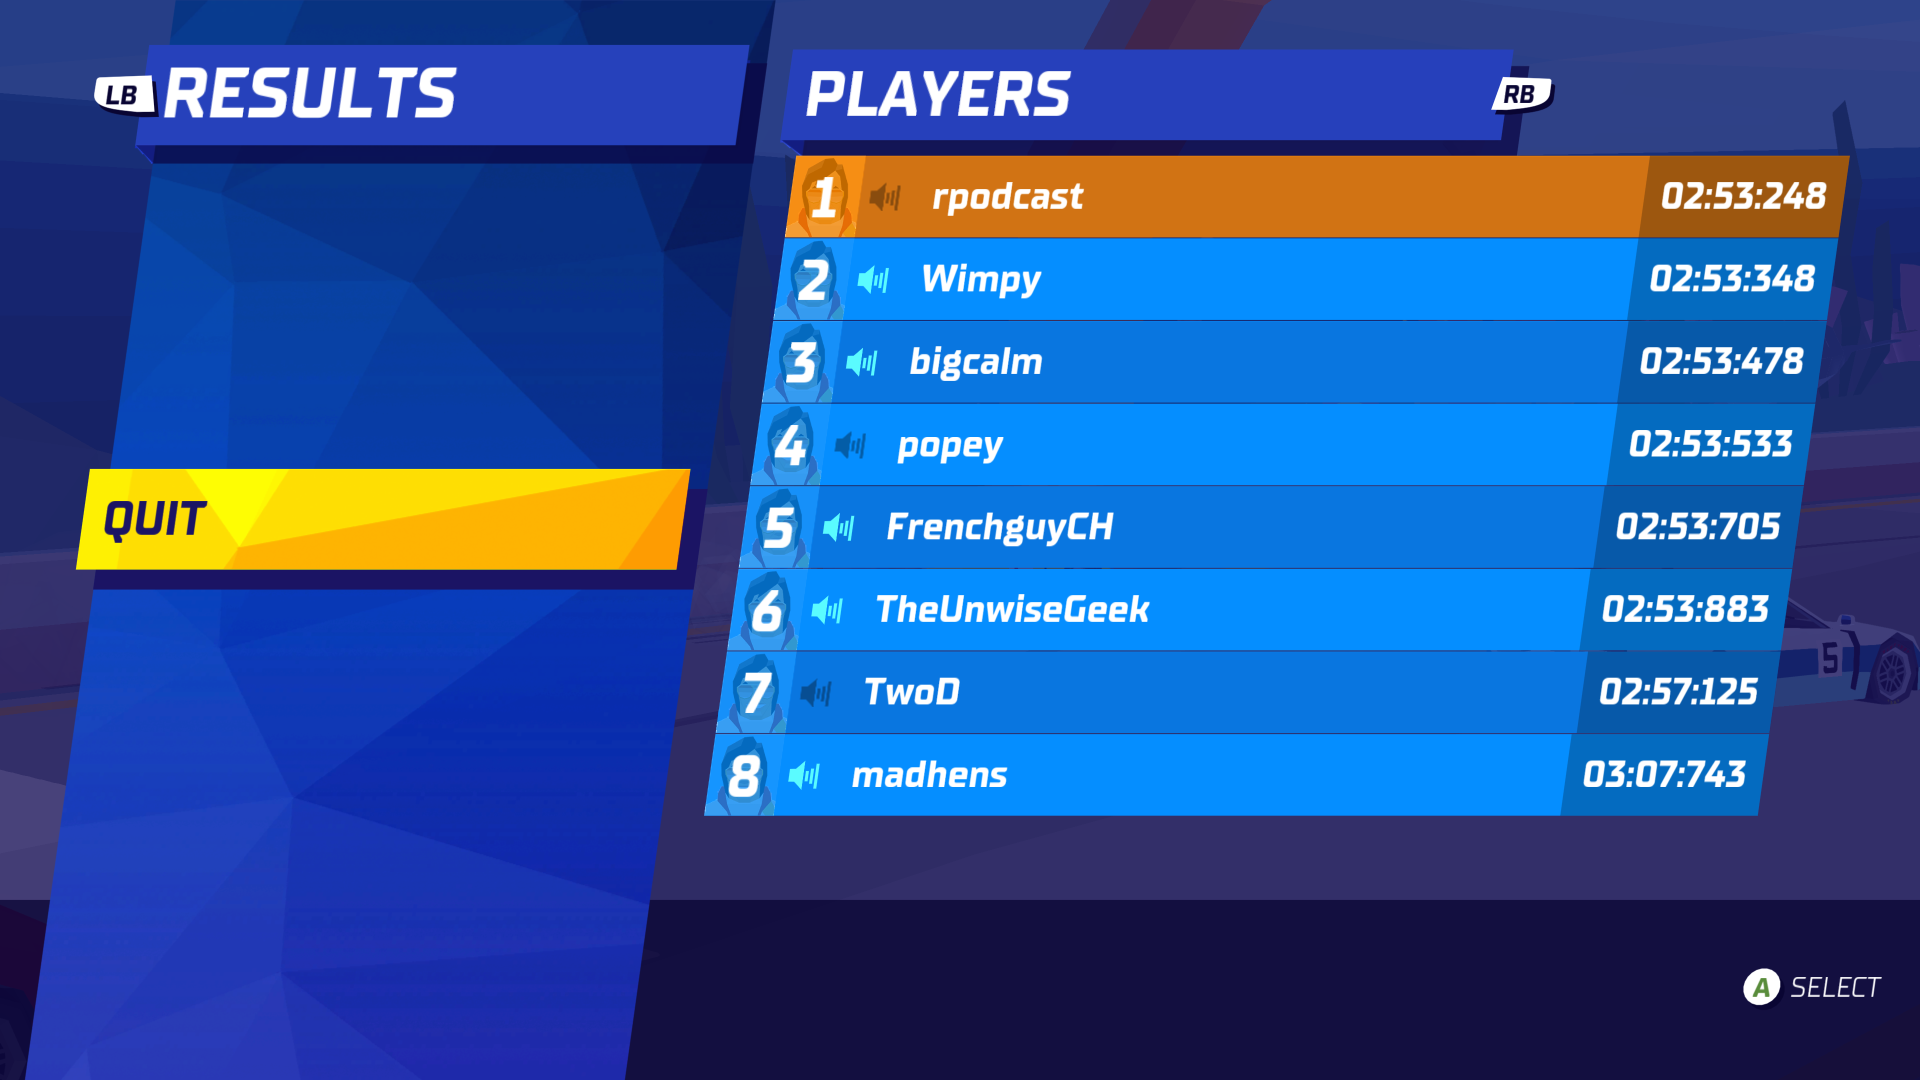 LB RESULTS
PLAYERS RB
1 rpodcast 02:53:248
2 Wimpy 02:53:348
3 bigcalm 02:53:478
4 popey 02:53:533
5 FrenchguyCH 02:53:705
6 TheUnwiseGeek 02:53:883
7 TwoD 02:57:125
8 madhens 03:07:743
QUIT
5
A SELECT